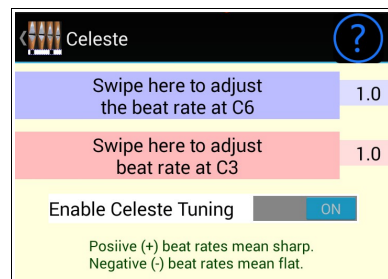 Celeste
?
Swipe here to adjust
the beat rate at C6
1.0
Swipe here to adjust
beat rate at C3
1.0
Enable Celeste Tuning ON
Posiive (+) beat rates mean sharp.
Negative (-) beat rates mean flat.